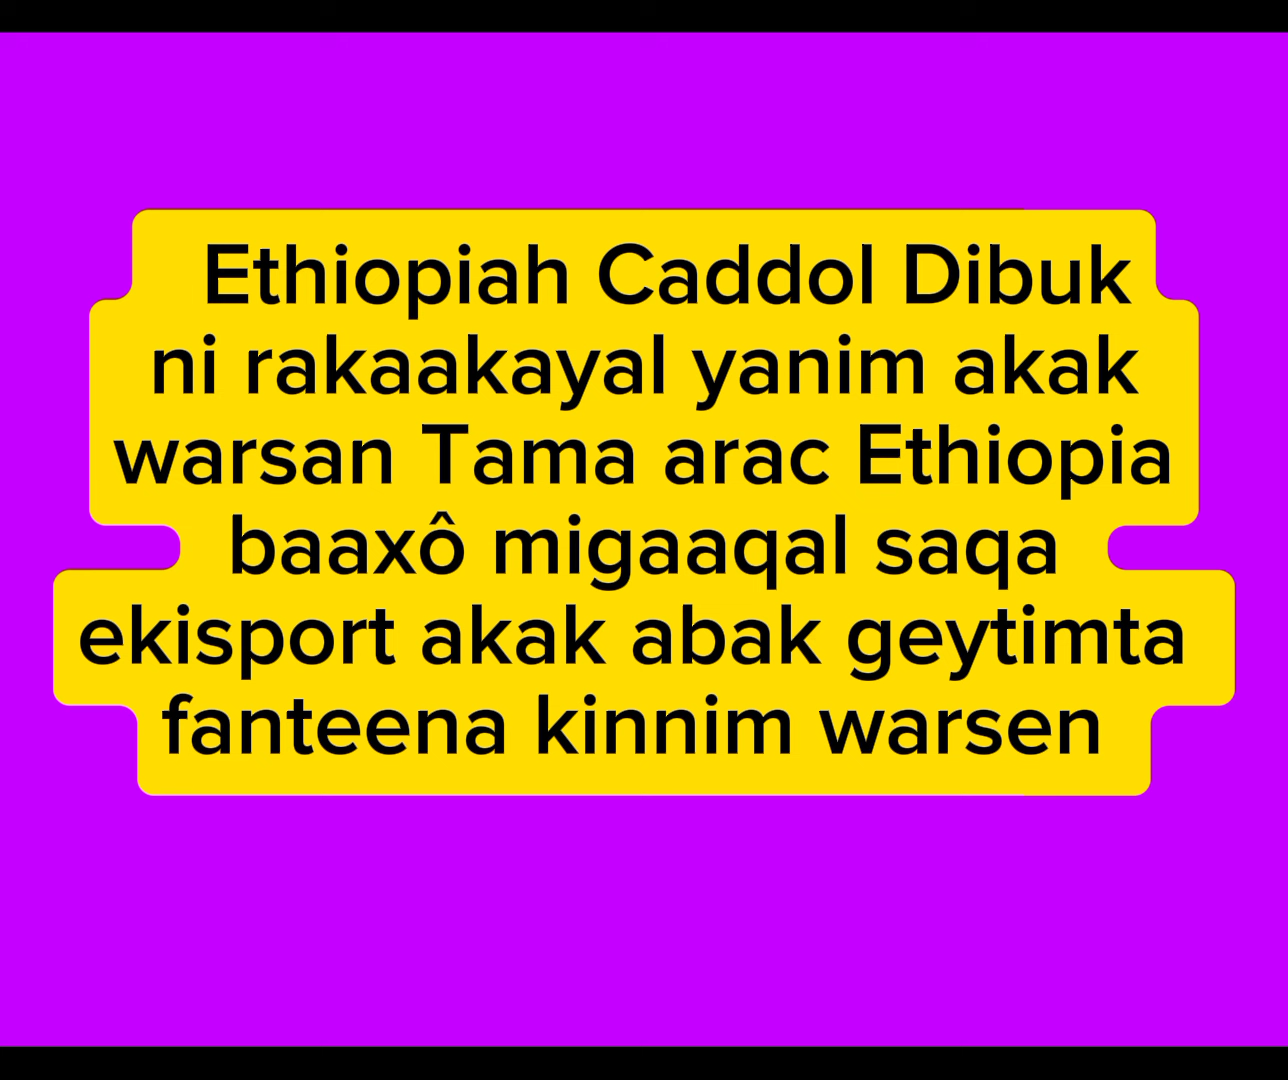 Ethiopiah Caddol Dibuk
ni rakaakayal yanim akak
warsan Tama arac Ethiopia
baaxô migaaqal saqa
ekisport akak abak geytimta
fanteena kinnim warsen